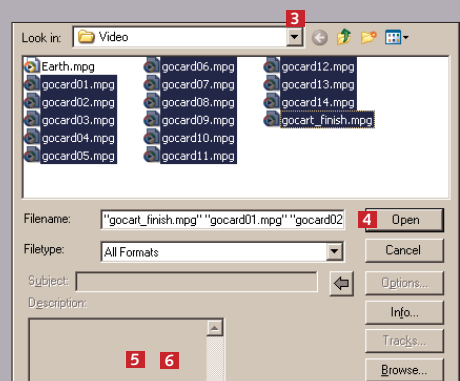 3
Look in: Video
Earth.mpg gocard06.mpg gocard12.mpg
gocard01.mpg gocard07.mpg gocard13.mpg
gocard02.mpg gocard08.mpg gocard14.mpg
gocard03.mpg gocard09.mpg gocart_finish.mpg
gocard04.mpg gocard10.mpg
gocard05.mpg gocard11.mpg
Filename: "gocart_finish.mpg" "gocard01.mpg" "gocard02 4 Open
Filetype: All Formats Cancel
Subject: Options...
Description:
Info...
Tracks...
5 6
Browse...